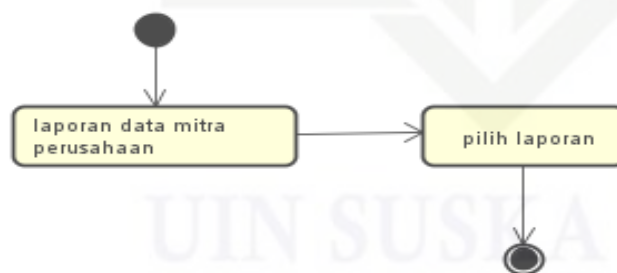 laporan data mitra
perusahaan
pilih laporan
UIN SUSKA